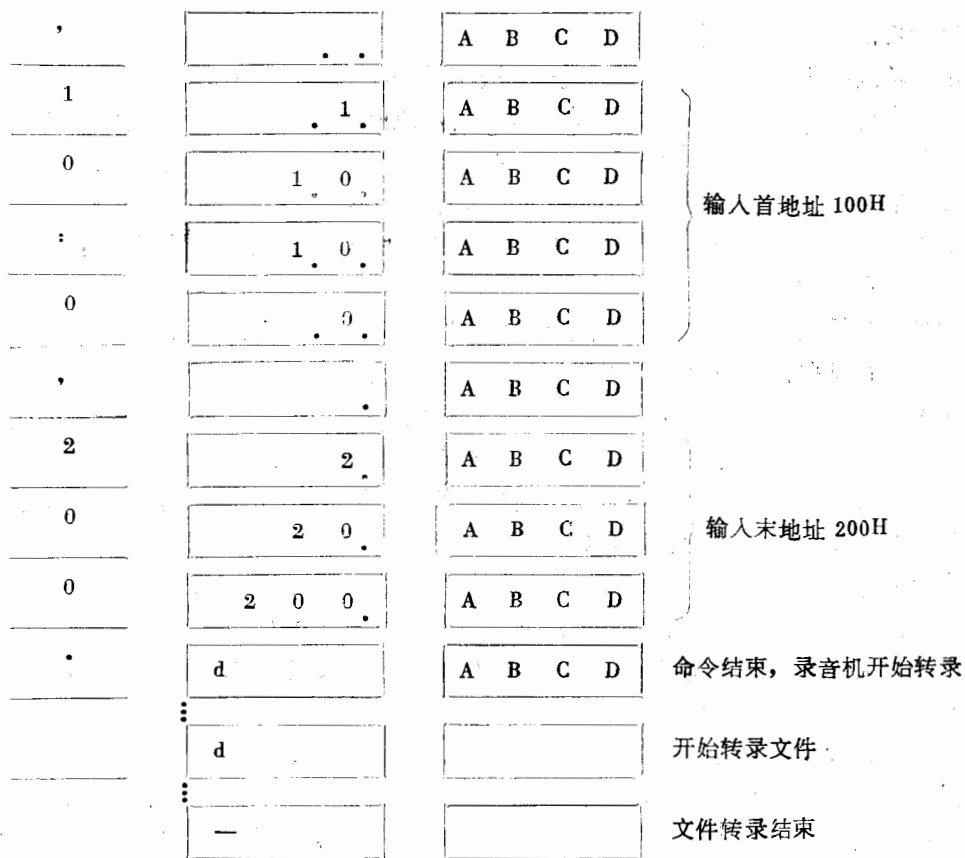 , . . A B C D
1 . 1 . A B C D
0 1 . 0 . A B C D
输入首地址 100H
: 1 . 0 . A B C D
0 . 0 . A B C D
, . A B C D
2 2 . A B C D
0 2 0 . A B C D 输入末地址 200H
0 2 0 0 . A B C D
· d A B C D 命令结束，录音机开始转录
d 开始转录文件
— 文件转录结束